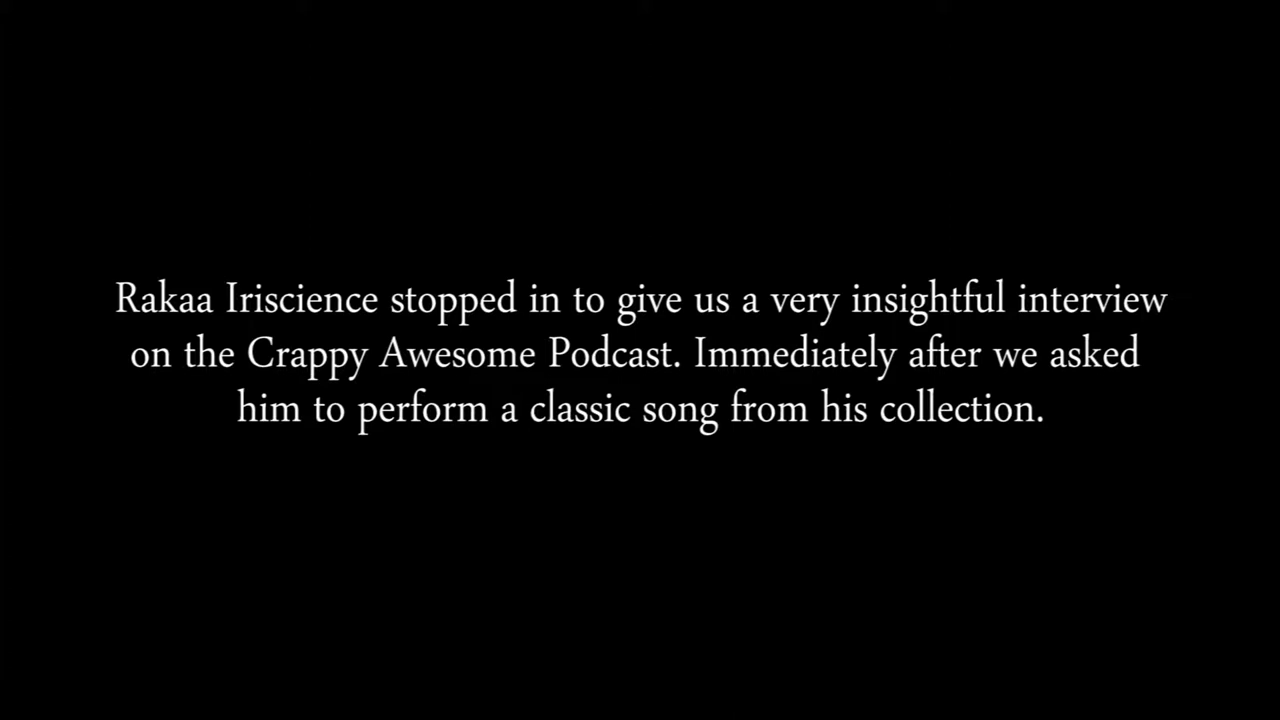 Rakaa Iriscience stopped in to give us a very insightful interview
on the Crappy Awesome Podcast. Immediately after we asked
him to perform a classic song from his collection.